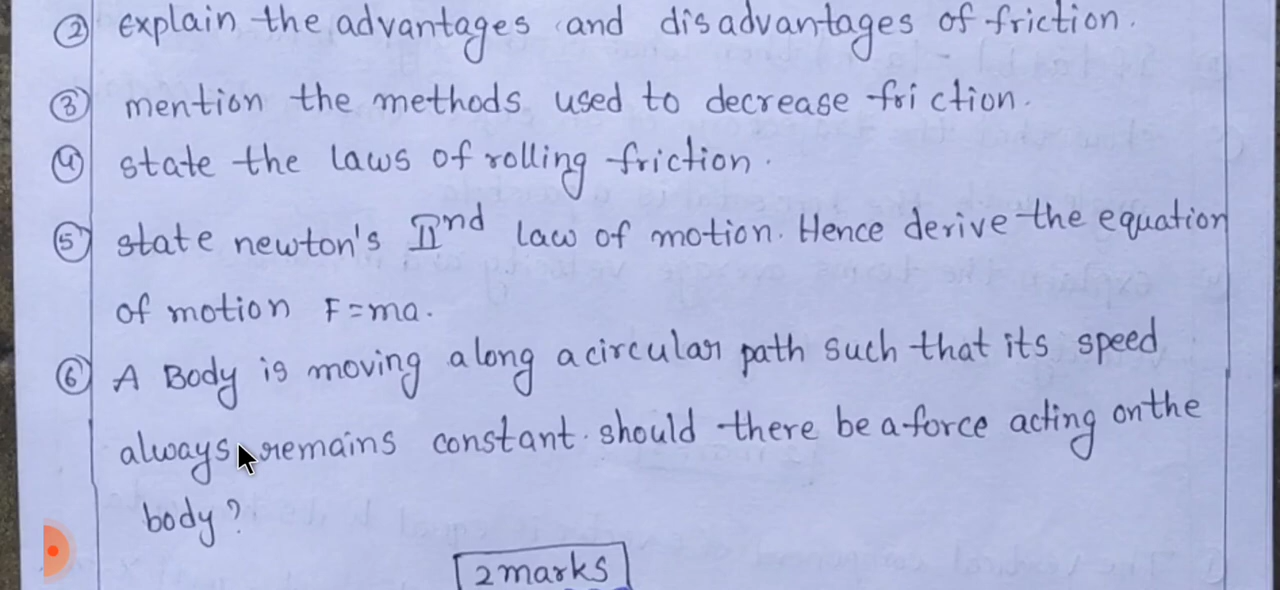 ② explain the advantages and disadvantages of friction.
③ mention the methods used to decrease friction.
④ state the laws of rolling friction.
⑤ state newton's IInd law of motion. Hence derive the equation
of motion F=ma.
⑥ A Body is moving along a circular path such that its speed
always remains constant. should there be a force acting on the
body?
2marks